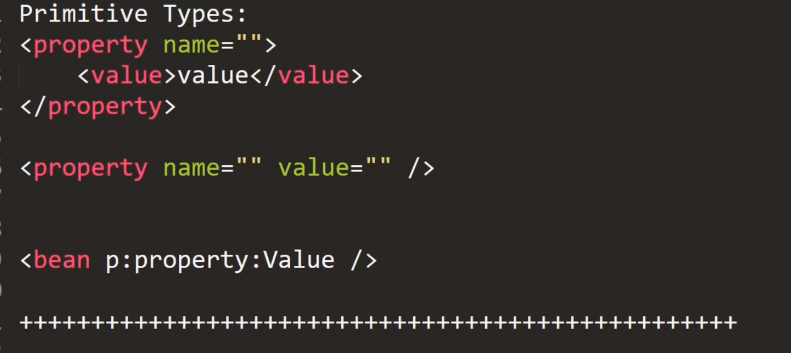 Primitive Types:
<property name="">
<value>value</value>
</property>
<property name="" value="" />
<bean p:property:Value />
++++++++++++++++++++++++++++++++++++++++++++++++++